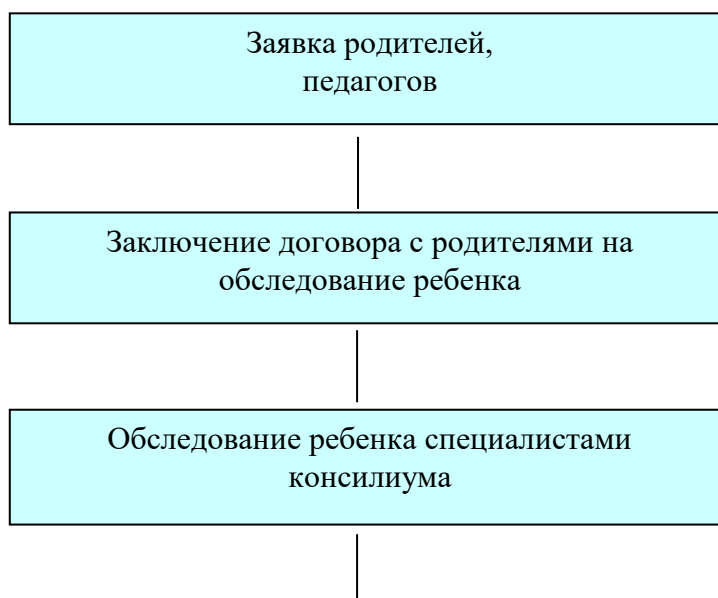 Заявка родителей,
педагогов
Заключение договора с родителями на
обследование ребенка
Обследование ребенка специалистами
консилиума